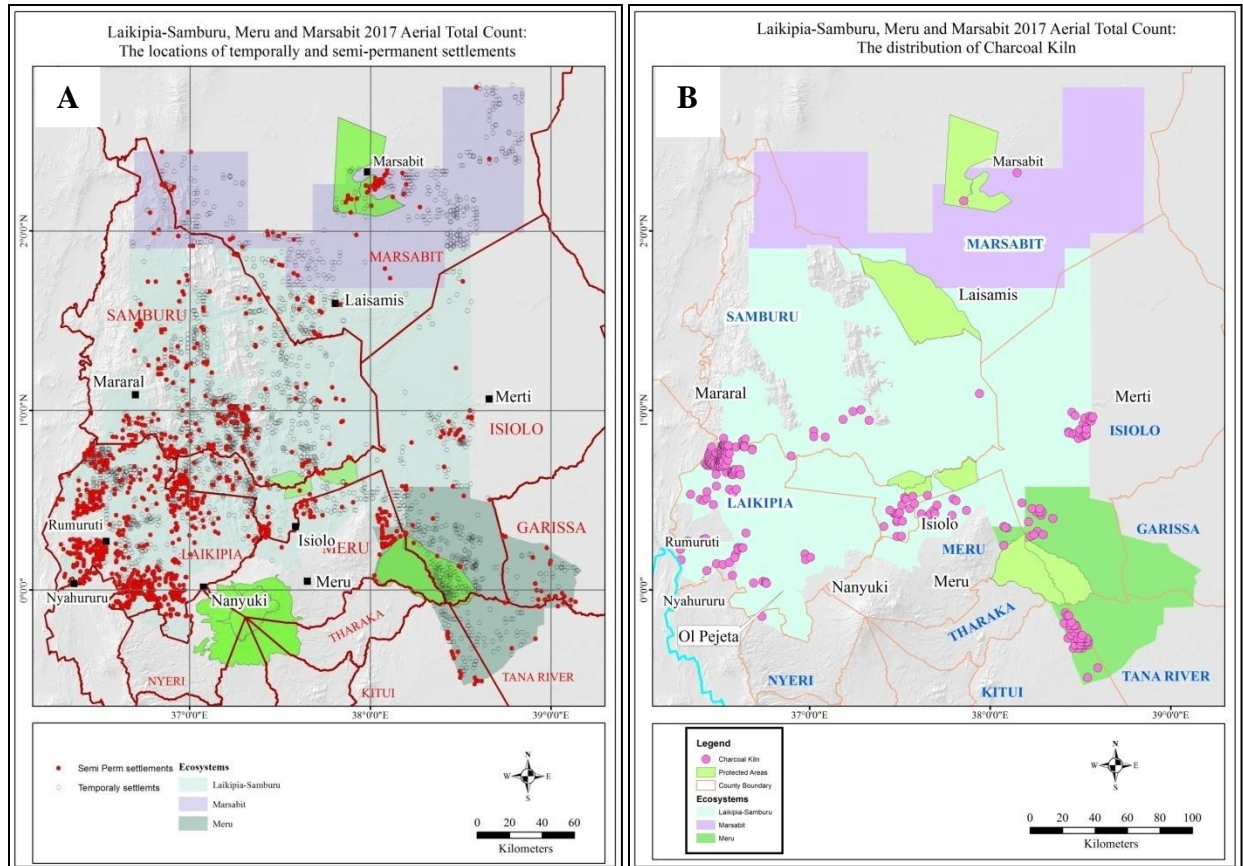 Laikipia-Samburu, Meru and Marsabit 2017 Aerial Total Count:
The locations of temporally and semi-permanent settlements
A
Marsabit
2°0'0"N
MARSABIT
Laisamis
SAMBURU
Mararal
Merti
1°0'0"N
ISIOLO
GARISSA
Rumuruti
Isiolo
LAIKIPIA
MERU
Meru
0°0'0"
Nyahururu
Nanyuki
THARAKA
NYERI
KITUI
TANA RIVER
37°0'0"E
38°0'0"E
39°0'0"E
Semi Perm settlements
Temporaly settlemts
Ecosystems
Laikipia-Samburu
Marsabit
Meru
N
W
E
S
0 20 40 60
Kilometers
Laikipia-Samburu, Meru and Marsabit 2017 Aerial Total Count:
The distribution of Charcoal Kiln
B
Marsabit
2°0'0"N
MARSABIT
Laisamis
SAMBURU
Mararal
Merti
1°0'0"N
ISIOLO
LAIKIPIA
Isiolo
GARISSA
Rumuruti
MERU
Nanyuki
Meru
0°0'0"
Nyahururu
THARAKA
Ol Pejeta
NYERI
KITUI
TANA RIVER
37°0'0"E
38°0'0"E
39°0'0"E
Legend
Charcoal Kiln
Protected Areas
County Boundary
Ecosystems
Laikipia-Samburu
Marsabit
Meru
N
W
E
S
0 20 40 60 80 100
Kilometers